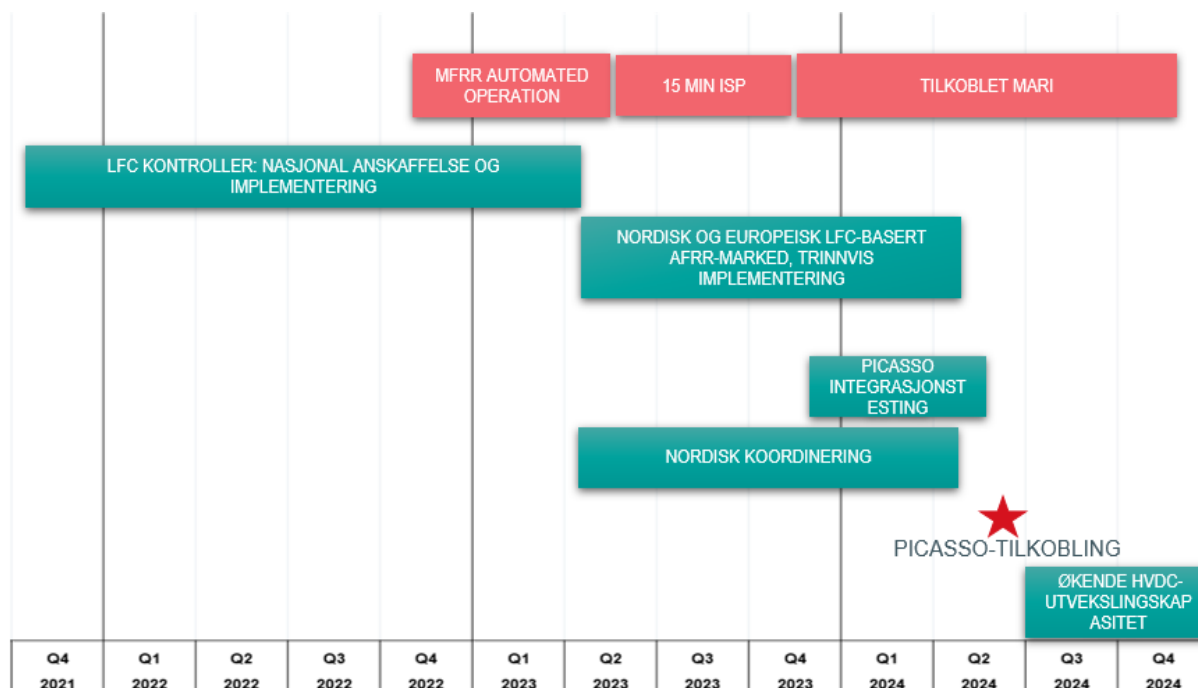 MFRR AUTOMATED
OPERATION
15 MIN ISP
TILKOBLET MARI
LFC KONTROLLER: NASJONAL ANSKAFFELSE OG
IMPLEMENTERING
NORDISK OG EUROPEISK LFC-BASERT
AFRR-MARKED, TRINNVIS
IMPLEMENTERING
PICASSO
INTEGRASJONST
ESTING
NORDISK KOORDINERING
PICASSO-TILKOBLING
ØKENDE HVDC-
UTVEKSLINGSKAP
ASITET
Q4 Q1 Q2 Q3 Q4 Q1 Q2 Q3 Q4 Q1 Q2 Q3 Q4
2021 2022 2022 2022 2022 2023 2023 2023 2023 2024 2024 2024 2024